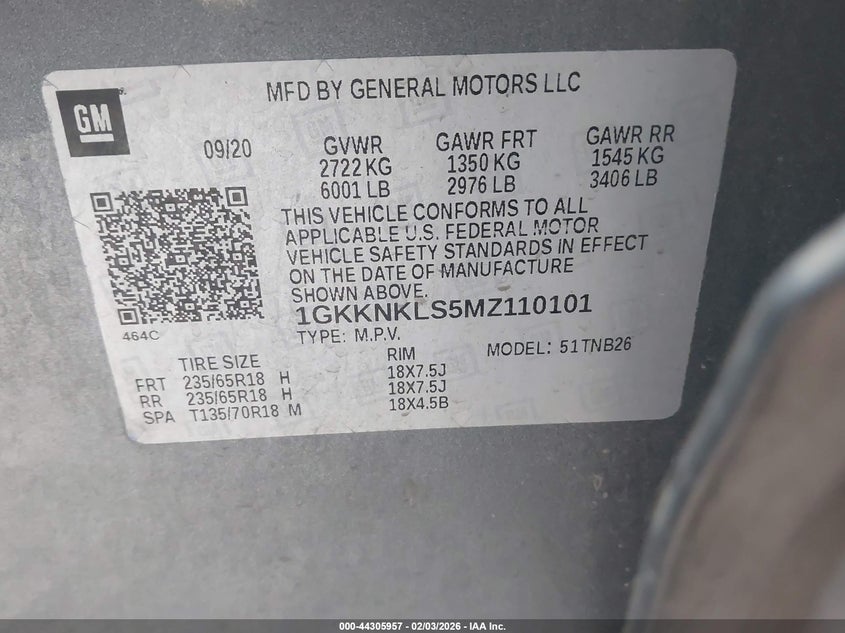 MFD BY GENERAL MOTORS LLC
GM
09/20 GVWR GAWR FRT GAWR RR
2722 KG 1350 KG 1545 KG
6001 LB 2976 LB 3406 LB
THIS VEHICLE CONFORMS TO ALL
APPLICABLE U.S. FEDERAL MOTOR
VEHICLE SAFETY STANDARDS IN EFFECT
ON THE DATE OF MANUFACTURE
SHOWN ABOVE.
1GKKNKLS5MZ110101
464C
TYPE: M.P.V.
MODEL: 51TNB26
TIRE SIZE RIM
FRT 235/65R18 H 18X7.5J
RR 235/65R18 H 18X7.5J
SPA T135/70R18 M 18X4.5B
000-44305957 - 02/03/2026 - IAA Inc.